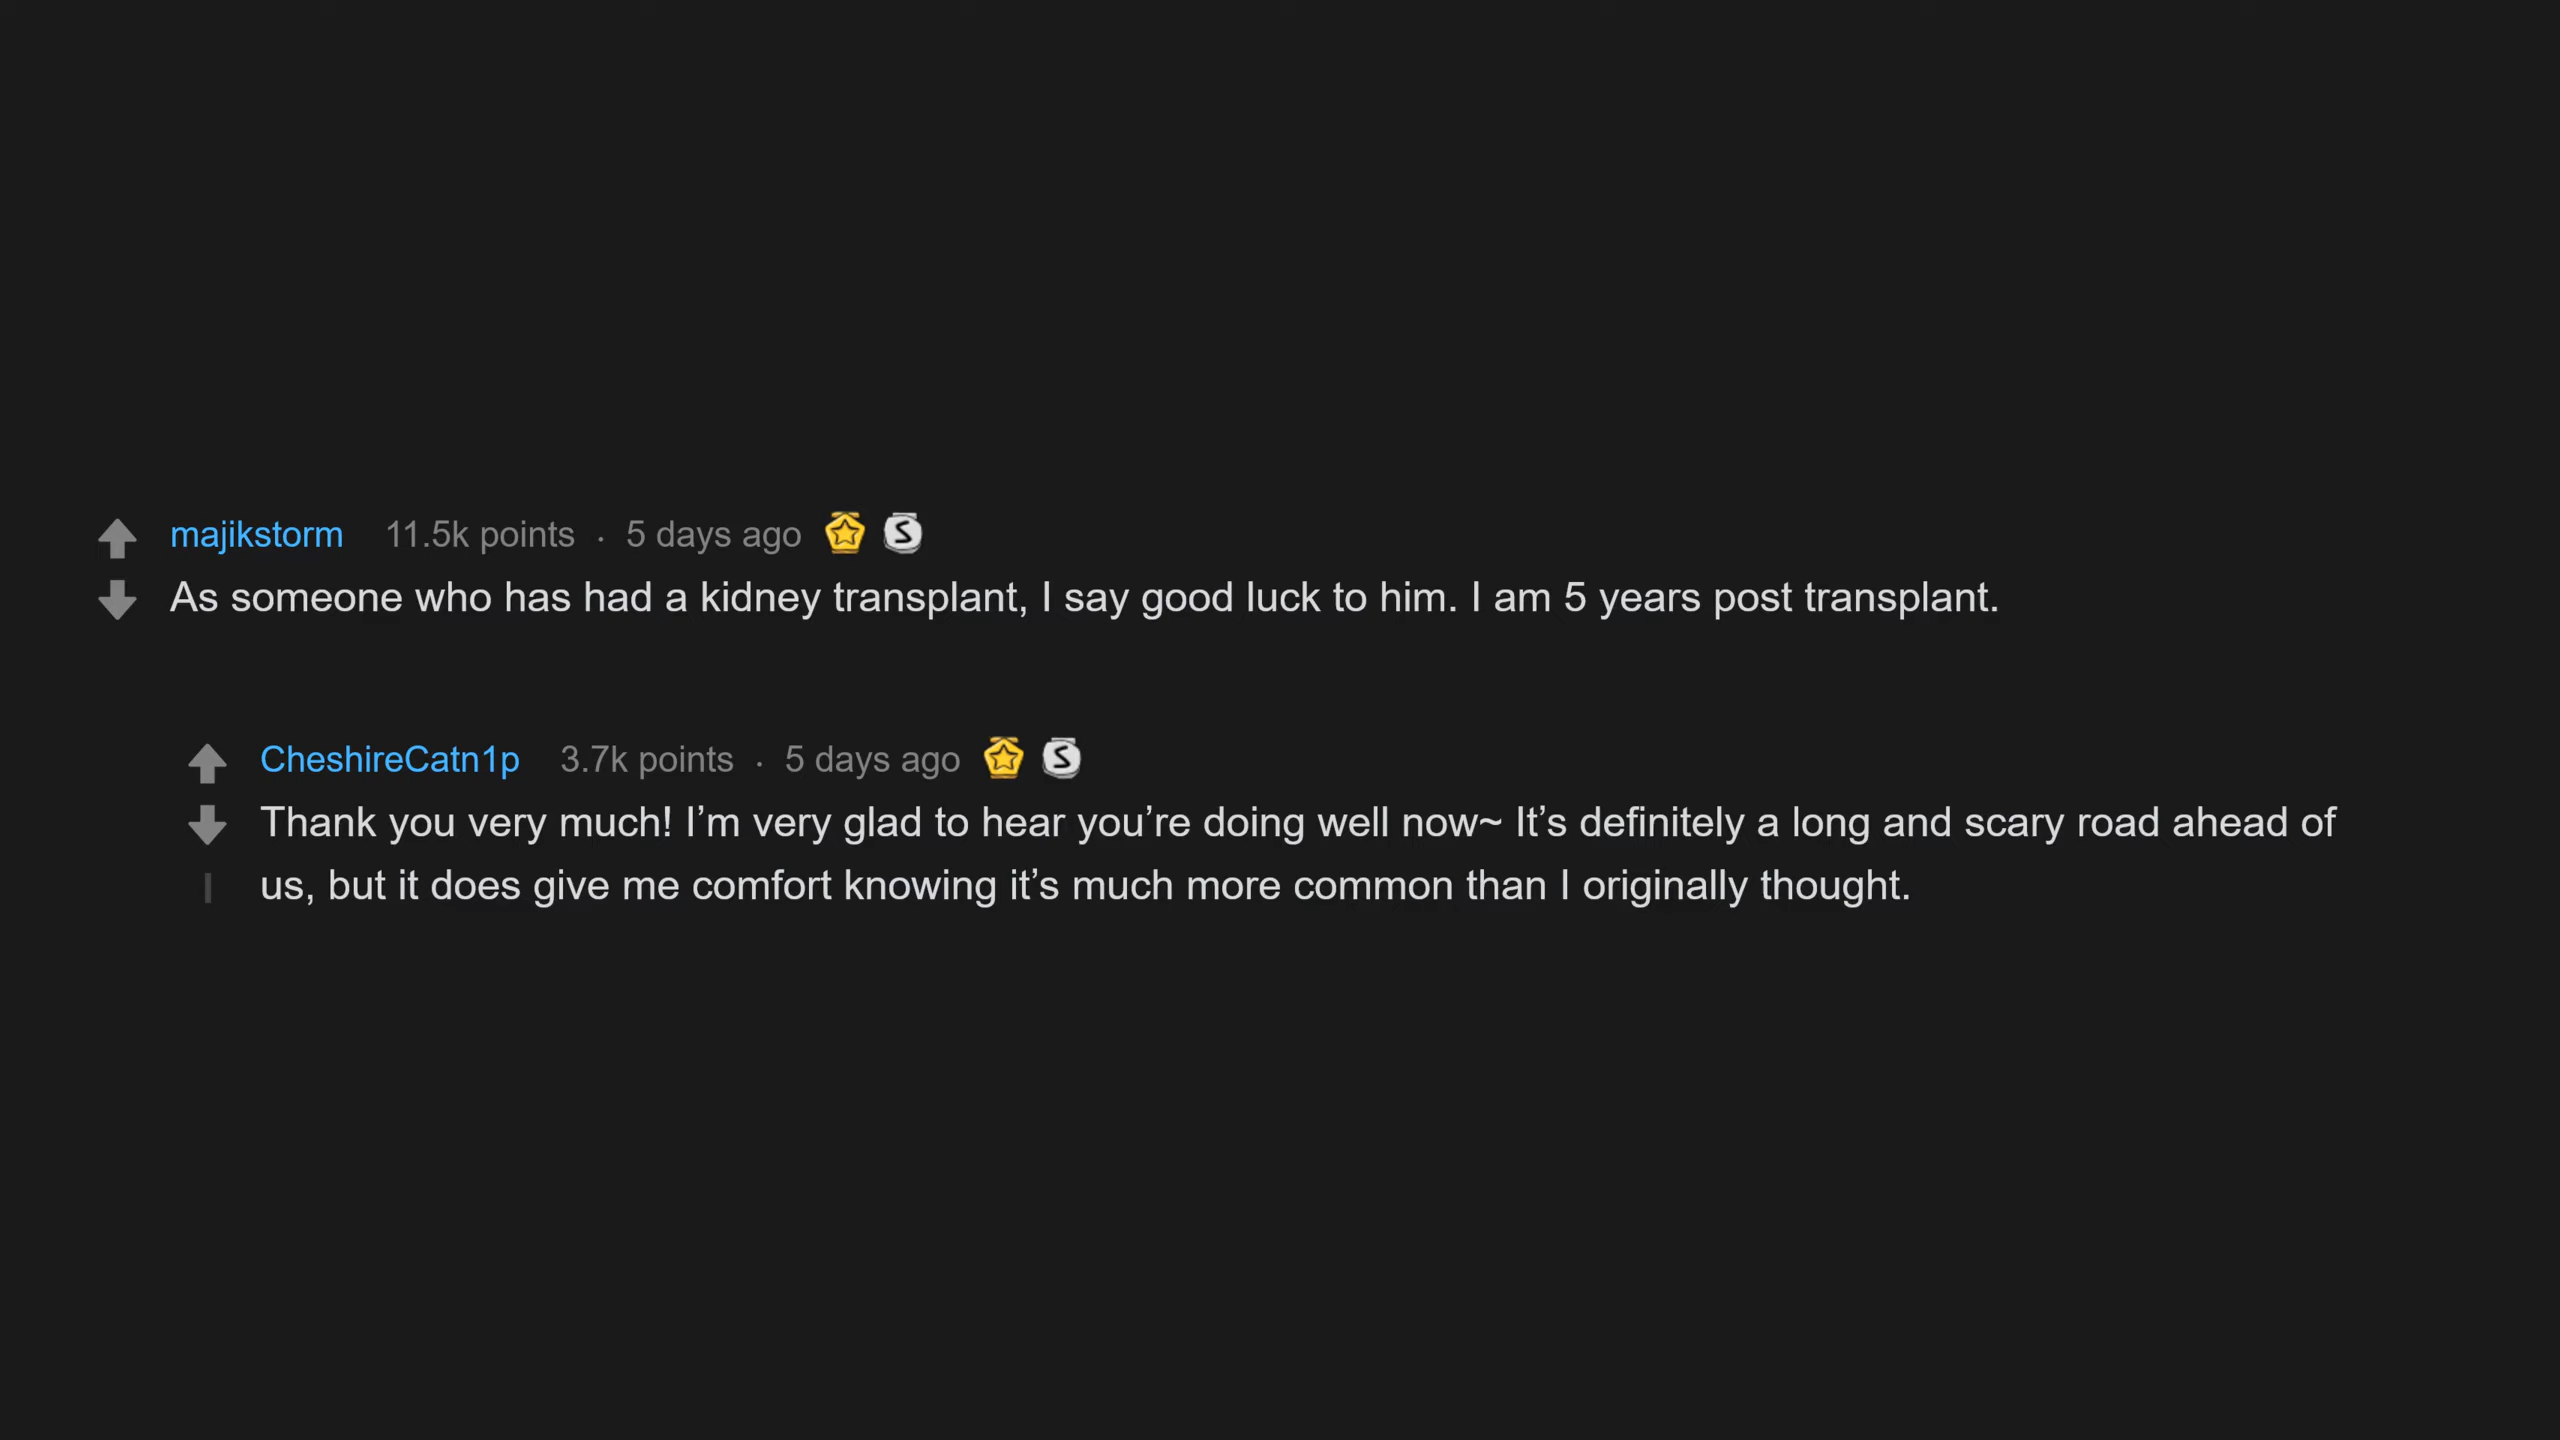 majikstorm 11.5k points · 5 days ago
As someone who has had a kidney transplant, I say good luck to him. I am 5 years post transplant.
CheshireCatn1p 3.7k points · 5 days ago
Thank you very much! I’m very glad to hear you’re doing well now~ It’s definitely a long and scary road ahead of
us, but it does give me comfort knowing it’s much more common than I originally thought.